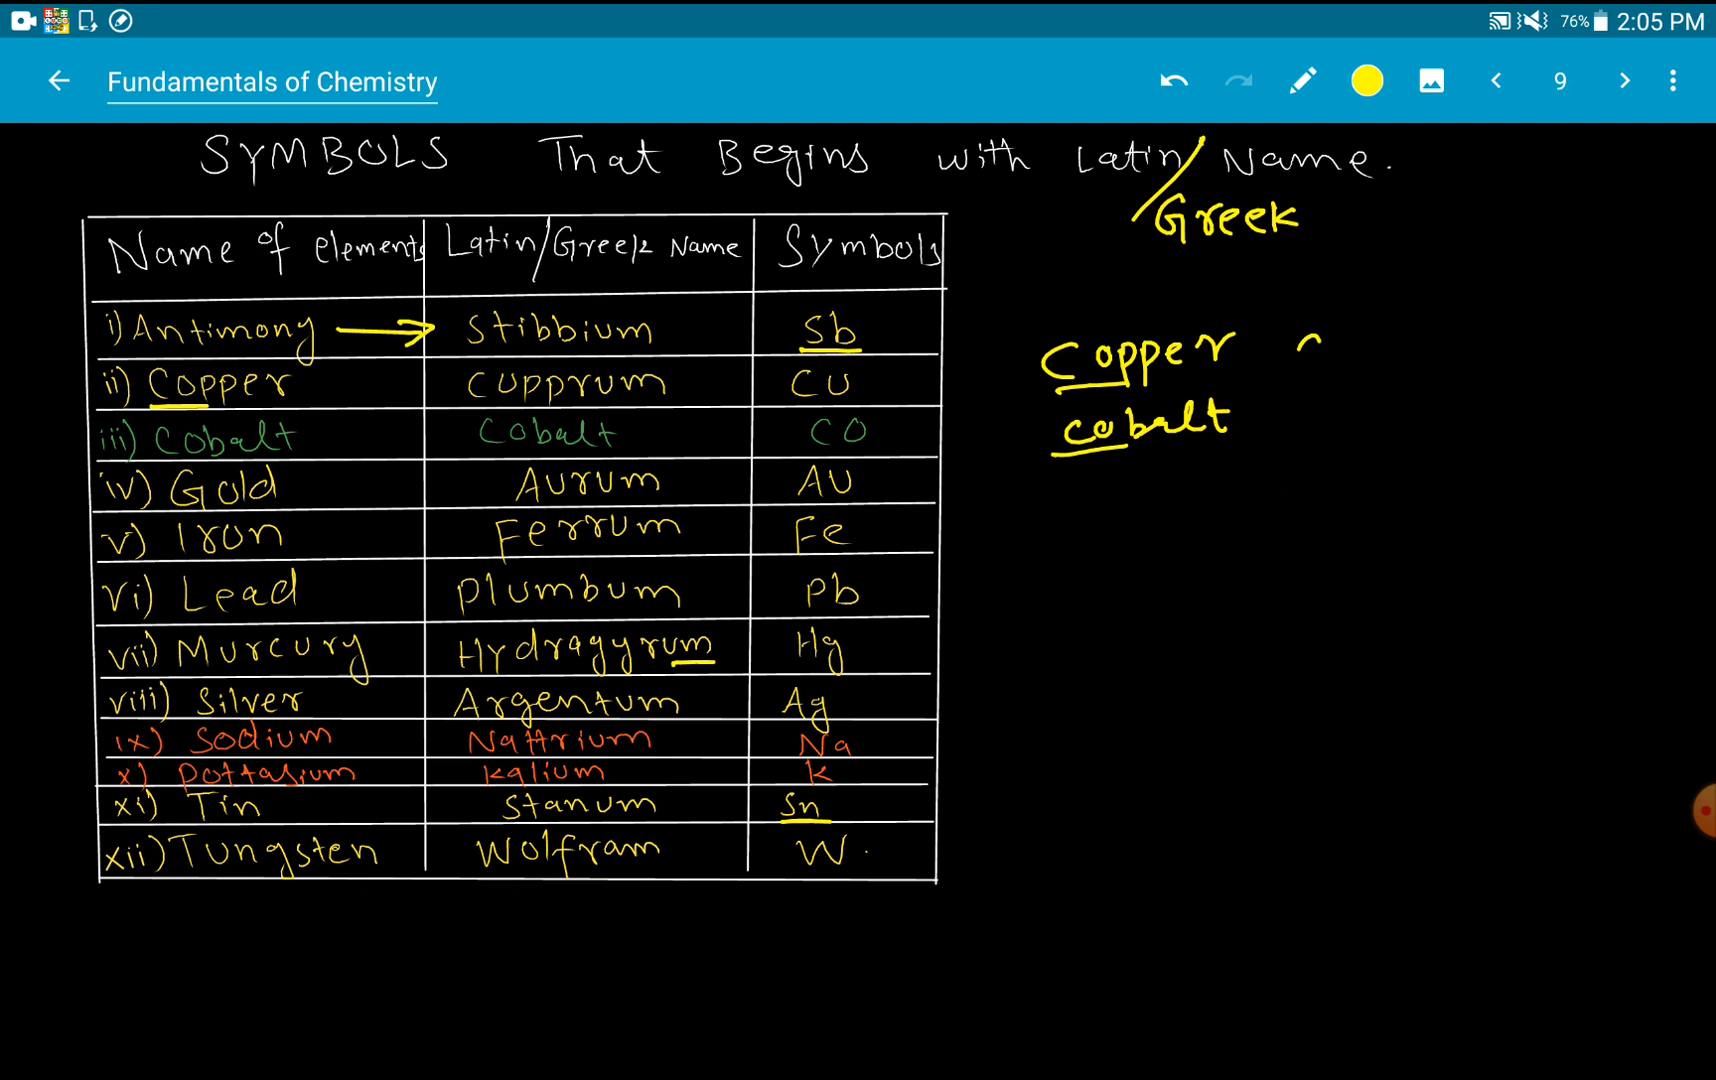 76% 2:05 PM
Fundamentals of Chemistry 9
SYMBOLS That Begins with Latin/ Name.
Greek
Name of elements Latin/Greek Name Symbols
i) Antimony → Stibbium Sb
ii) Copper Cupprum Cu
iii) Cobalt Cobalt CO
iv) Gold Aurum Au
v) Iron Ferrum Fe
vi) Lead Plumbum Pb
vii) Murcury Hydragyrum Hg
viii) Silver Argentum Ag
ix) Sodium Nattrium Na
x) Pottasium Kalium K
xi) Tin Stanum Sn
xii) Tungsten Wolfram W.
Copper
cobalt